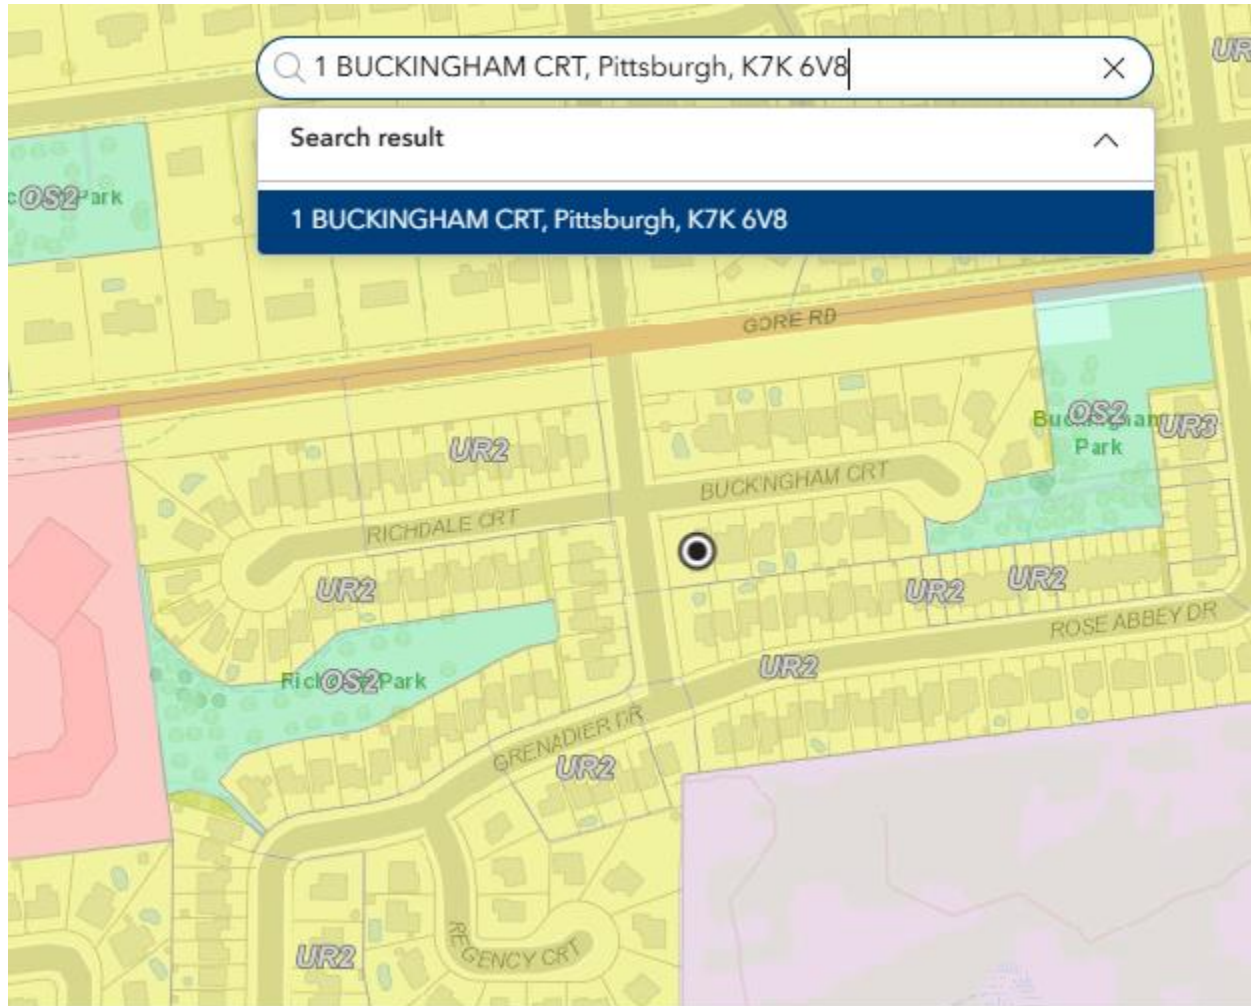 1 BUCKINGHAM CRT, Pittsburgh, K7K 6V8
UR
Search result
OS2 Park
1 BUCKINGHAM CRT, Pittsburgh, K7K 6V8
GORE RD
OS2
UR3
Park
UR2
BUCKINGHAM CRT
RICHDALE CRT
UR2
UR2
UR2
ROSE ABBEY DR
UR2
OS2 Park
GRENADIER DR
UR2
REGENCY CRT
UR2